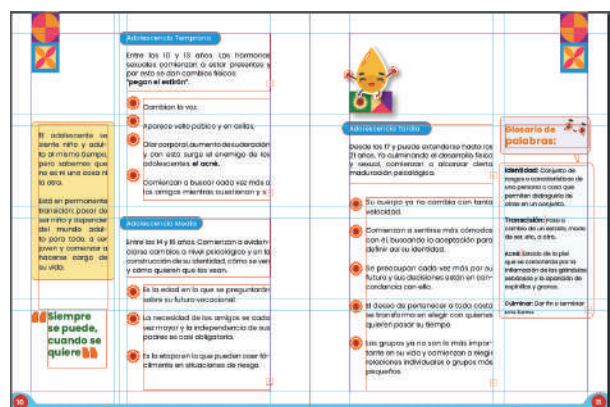 Adolescencia Temprana
Entre los 10 y 13 años. Las hormonas
sexuales comienzan a estar presentes y
por esto se dan cambios físicos:
"pegan el estirón".
Cambian la voz.
Aparece vello púbico y en axilas,
Olor corporal, aumento de sudoración
y con esto surge el enemigo de los
adolescentes el acné.
Comienzan a buscar cada vez más a
los amigos mientras cuestionan y s
El adolescente se
siente niño y adul-
to al mismo tiempo,
pero sabemos que
no es ni una cosa ni
la otra.
Está en permanente
transición: pasar de
ser niño y depender
del mundo adul-
to para todo, a ser
joven y comenzar a
hacerse cargo de
su vida.
Siempre
se puede,
cuando se
quiere
Adolescencia Media
Entre los 14 y 16 años. Comienzan a eviden-
ciarse cambios a nivel psicológico y en la
construcción de su identidad, cómo se ven
y cómo quieren que los vean.
Es la edad en la que se preguntarán
sobre su futuro vocacional.
La necesidad de los amigos es cada
vez mayor y la independencia de sus
padres es casi obligatoria.
Es la etapa en la que pueden caer fá-
cilmente en situaciones de riesgo.
10
Adolescencia Tardía
Desde los 17 y puede extenderse hasta los
21 años. Ya culminando el desarrollo físico
y sexual, comienzan a alcanzar cierta
maduración psicológica.
Su cuerpo ya no cambia con tanta
velocidad.
Comienzan a sentirse más cómodos
con él, buscando la aceptación para
definir así su identidad.
Se preocupan cada vez más por su
futuro y sus decisiones están en con-
cordancia con ello.
El deseo de pertenecer a toda costa
se transforma en elegir con quienes
quieren pasar su tiempo.
Los grupos ya no son lo más impor-
tante en su vida y comienzan a elegir
relaciones individuales o grupos más
pequeños.
Glosario de
palabras:
Identidad: Conjunto de
rasgos o características de
una persona o cosa que
permiten distinguirla de
otras en un conjunto.
Transición: Paso o
cambio de un estado, modo
de ser, etc, a otro.
Acné: Estado de la piel
que se caracteriza por la
inflamación de las glándulas
sebáceas y la aparición de
espinillas y granos.
Culminar: Dar fin o terminar
una tarea
11